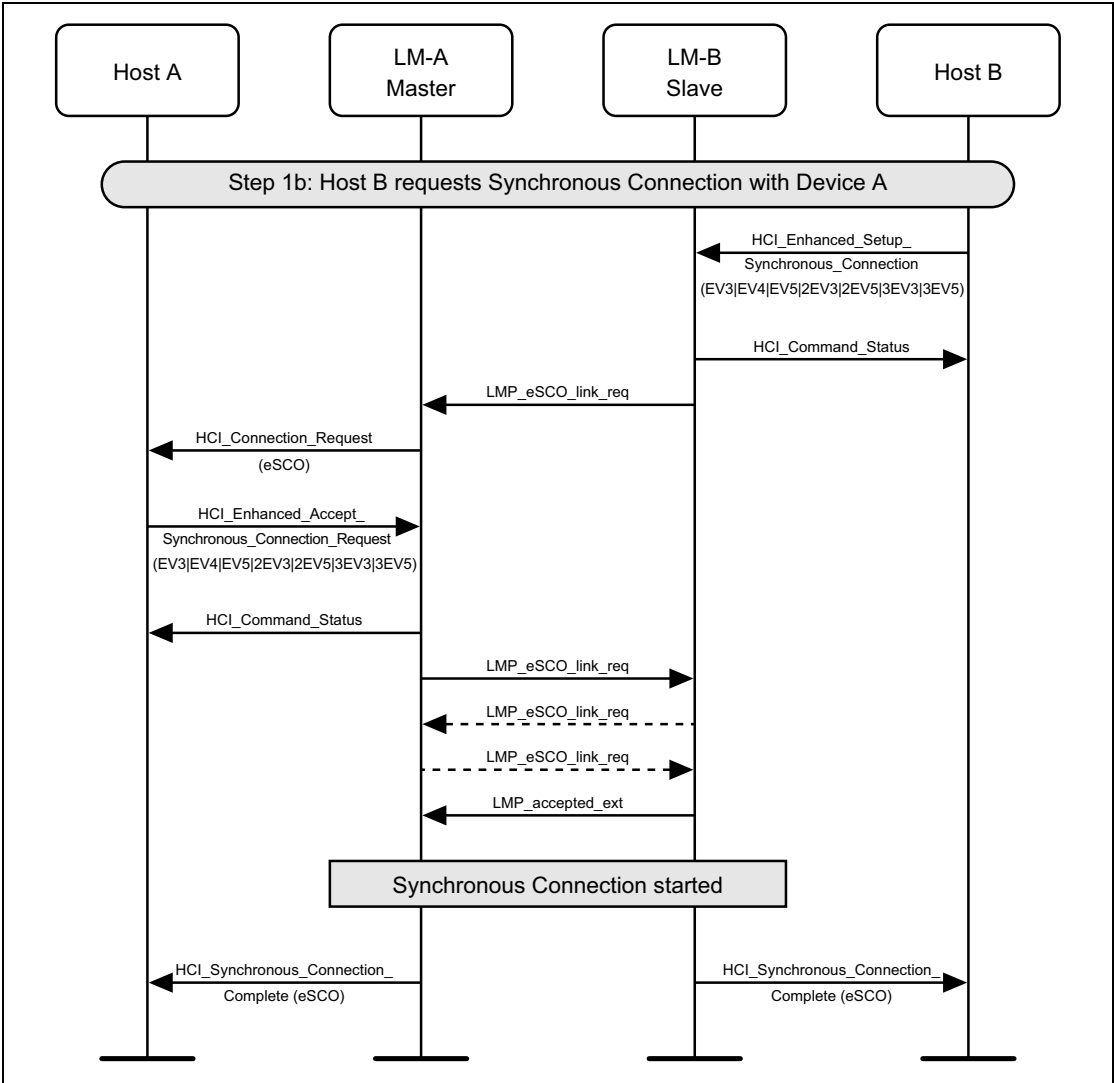 Host A
LM-A
Master
LM-B
Slave
Host B
Step 1b: Host B requests Synchronous Connection with Device A
HCI_Enhanced_Setup_
Synchronous_Connection
(EV3|EV4|EV5|2EV3|2EV5|3EV3|3EV5)
HCI_Command_Status
LMP_eSCO_link_req
HCI_Connection_Request
(eSCO)
HCI_Enhanced_Accept_
Synchronous_Connection_Request
(EV3|EV4|EV5|2EV3|2EV5|3EV3|3EV5)
HCI_Command_Status
LMP_eSCO_link_req
LMP_eSCO_link_req
LMP_eSCO_link_req
LMP_accepted_ext
Synchronous Connection started
HCI_Synchronous_Connection_
Complete (eSCO)
HCI_Synchronous_Connection_
Complete (eSCO)